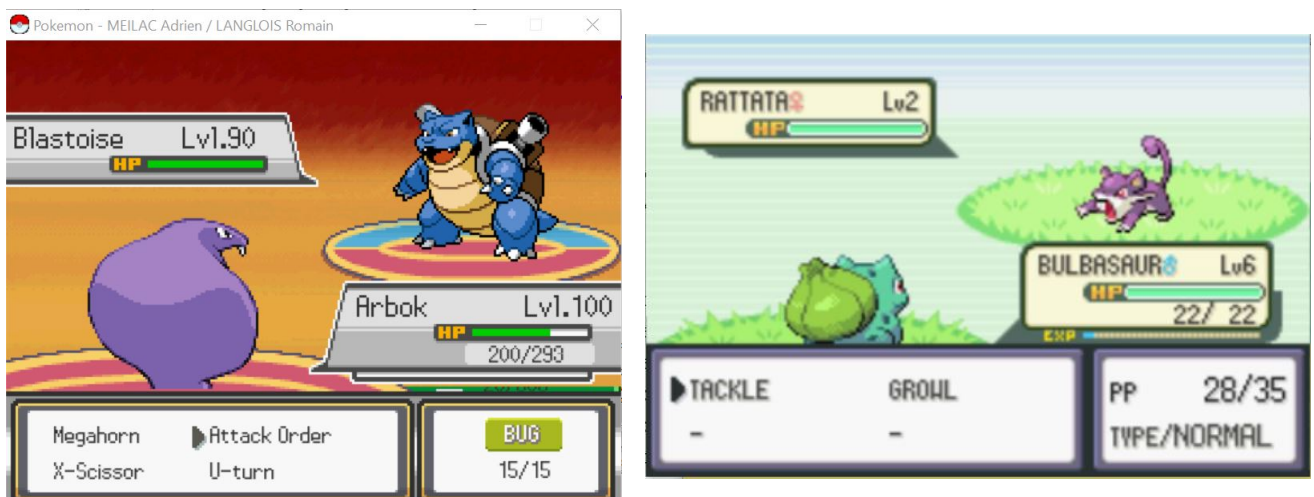 Pokemon - MEILAC Adrien / LANGLOIS Romain
Blastoise Lvl.90
HP
Arbok Lvl.100
HP
200/293
Megahorn Attack Order
X-Scissor U-turn
BUG
15/15
RATTATA♀ Lv2
HP
BULBASAUR♂ Lv6
HP
22/ 22
EXP
TACKLE GROWL
- -
PP 28/35
TYPE/NORMAL